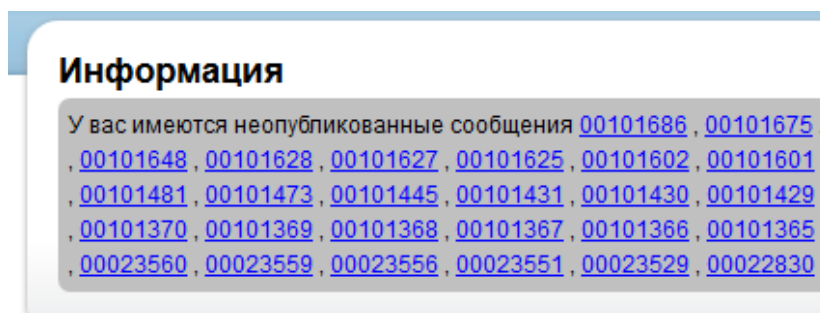 Информация
У вас имеются неопубликованные сообщения 00101686 , 00101675 ,
, 00101648 , 00101628 , 00101627 , 00101625 , 00101602 , 00101601
, 00101481 , 00101473 , 00101445 , 00101431 , 00101430 , 00101429
, 00101370 , 00101369 , 00101368 , 00101367 , 00101366 , 00101365
, 00023560 , 00023559 , 00023556 , 00023551 , 00023529 , 00022830